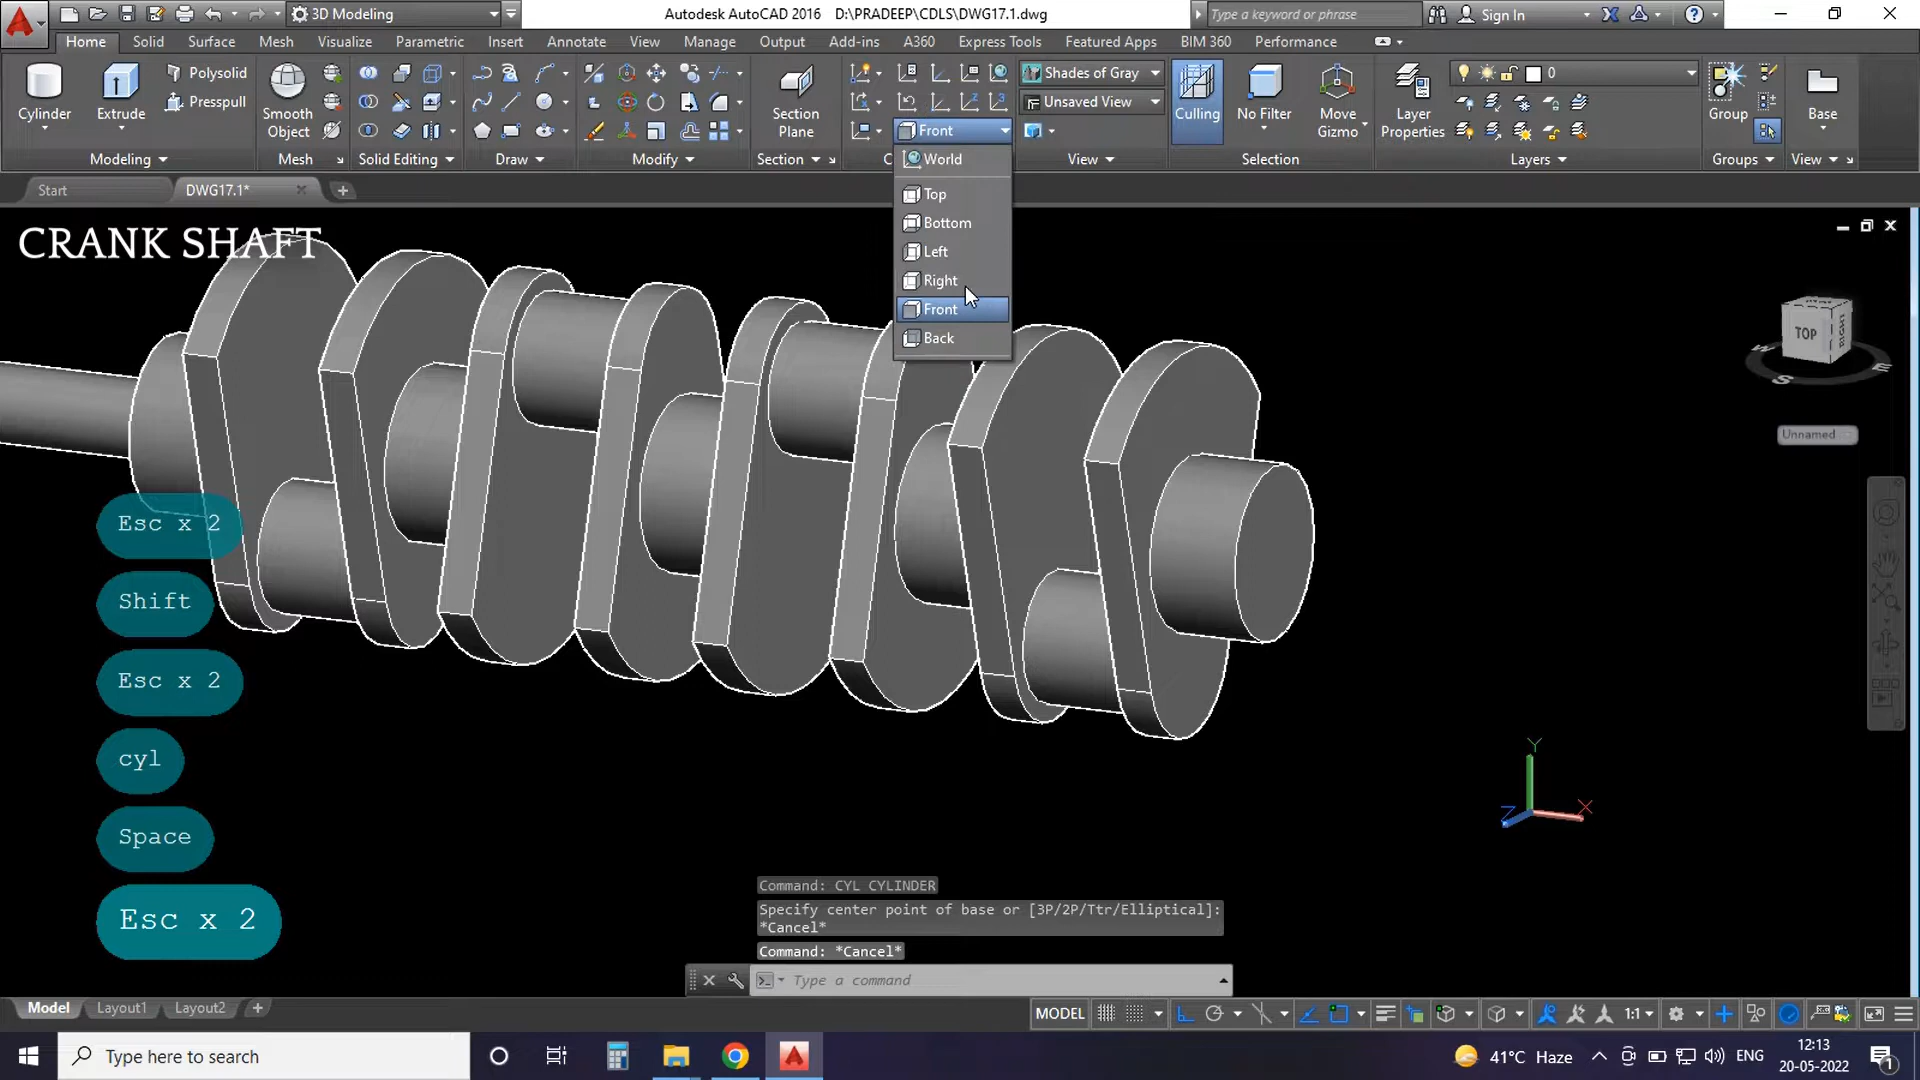 3D Modeling
Autodesk AutoCAD 2016 D:\PRADEEP\CDLS\DWG17.1.dwg
Type a keyword or phrase
Sign In
Home Solid Surface Mesh Visualize Parametric Insert Annotate View Manage Output Add-ins A360 Express Tools Featured Apps BIM 360 Performance
Cylinder
Extrude
Polysolid
Presspull
Smooth Object
Section Plane
Shades of Gray
Unsaved View
Culling
No Filter
Move Gizmo
Layer Properties
0
Group
Base
Front
Modeling Mesh Solid Editing Draw Modify Section C View Selection Layers Groups View
World
Top
Bottom
Left
Right
Front
Back
Start
DWG17.1*
CRANK SHAFT
TOP
RIGHT
W
S
E
Unnamed
Esc x 2
Shift
Esc x 2
cyl
Space
Esc x 2
Y
Z
X
Command: CYL CYLINDER
Specify center point of base or [3P/2P/Ttr/Elliptical]:
*Cancel*
Command: *Cancel*
Type a command
Model Layout1 Layout2
MODEL
1:1
Type here to search
41°C Haze
ENG
12:13
20-05-2022
1